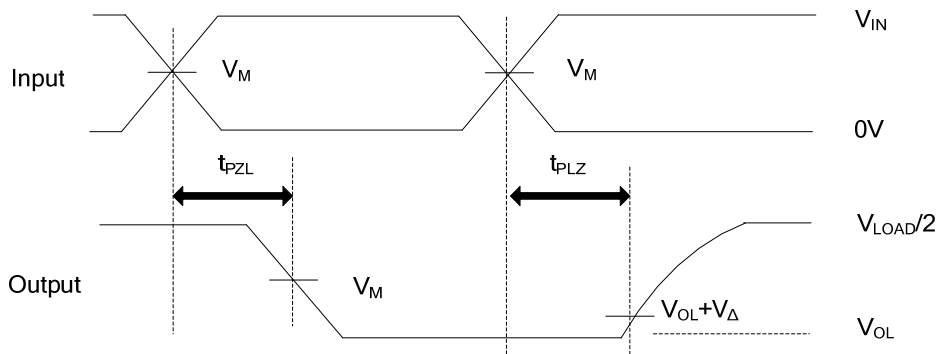 V_IN
Input
V_M
V_M
0V
t_PZL
t_PLZ
V_LOAD/2
Output
V_M
V_OL+V_Δ
V_OL